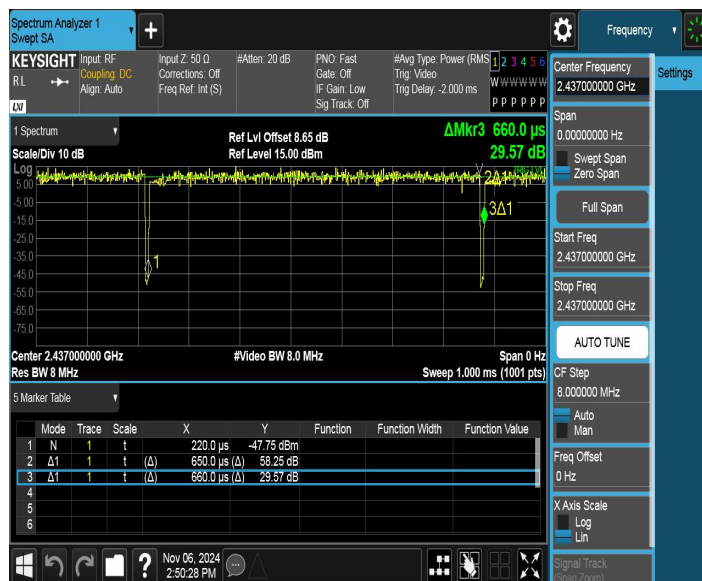 Spectrum Analyzer 1
Swept SA
Frequency
KEYSIGHT
RL
LXI
Input: RF
Coupling: DC
Align: Auto
Input Z: 50 Ω
Corrections: Off
Freq Ref: Int (S)
#Atten: 20 dB
PNO: Fast
Gate: Off
IF Gain: Low
Sig Track: Off
#Avg Type: Power (RMS
Trig: Video
Trig Delay: -2.000 ms
1 2 3 4 5 6
W W W W W W
P P P P P P
1 Spectrum
Scale/Div 10 dB
Ref Lvl Offset 8.65 dB
Ref Level 15.00 dBm
ΔMkr3 660.0 µs
29.57 dB
Log
5.00
-5.00
-15.0
-25.0
-35.0
-45.0
-55.0
-65.0
-75.0
1
2Δ1
3Δ1
Center 2.437000000 GHz
Res BW 8 MHz
#Video BW 8.0 MHz
Span 0 Hz
Sweep 1.000 ms (1001 pts)
5 Marker Table
Mode Trace Scale X Y Function Function Width Function Value
1 N 1 t 220.0 µs -47.75 dBm
2 Δ1 1 t (Δ) 650.0 µs (Δ) 58.25 dB
3 Δ1 1 t (Δ) 660.0 µs (Δ) 29.57 dB
4
5
6
Nov 06, 2024
2:50:28 PM
Center Frequency
2.437000000 GHz
Span
0.00000000 Hz
Swept Span
Zero Span
Full Span
Start Freq
2.437000000 GHz
Stop Freq
2.437000000 GHz
AUTO TUNE
CF Step
8.000000 MHz
Auto
Man
Freq Offset
0 Hz
X Axis Scale
Log
Lin
Signal Track
(Span Zoom)
Settings